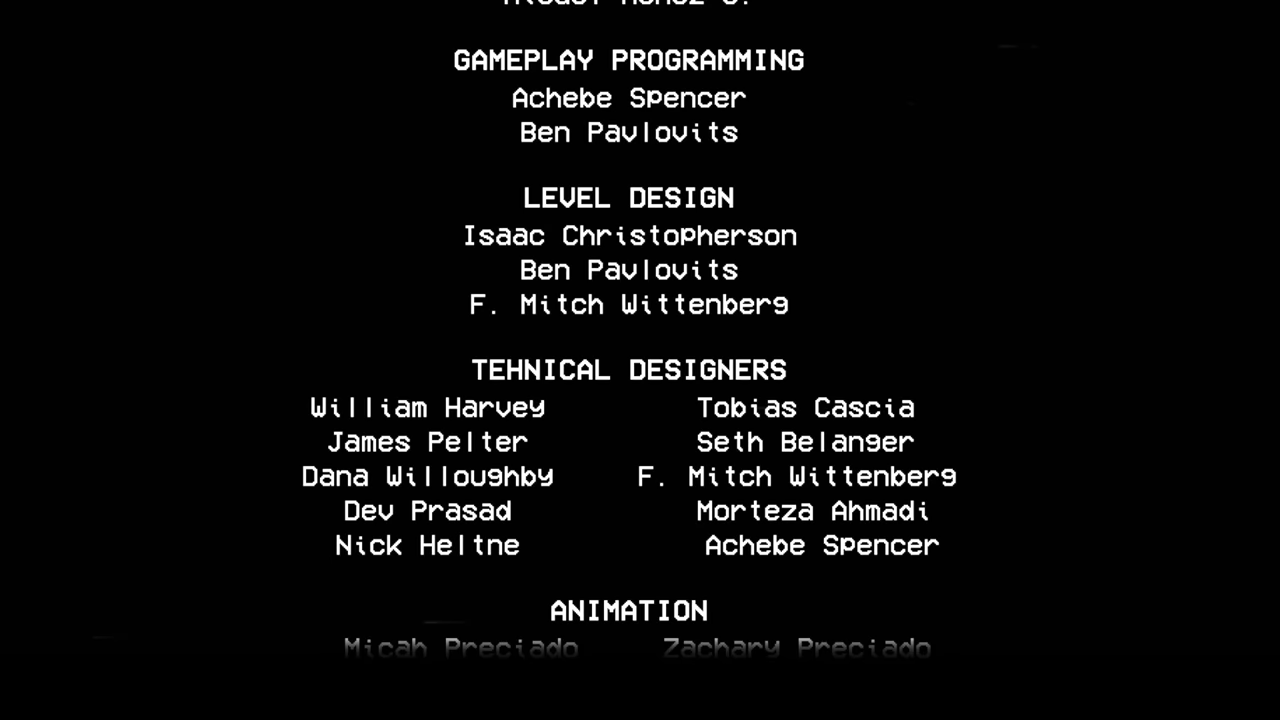 GAMEPLAY PROGRAMMING
Achebe Spencer
Ben Pavlovits
LEVEL DESIGN
Isaac Christopherson
Ben Pavlovits
F. Mitch Wittenberg
TEHNICAL DESIGNERS
William Harvey Tobias Cascia
James Pelter Seth Belanger
Dana Willoughby F. Mitch Wittenberg
Dev Prasad Morteza Ahmadi
Nick Heltne Achebe Spencer
ANIMATION
Micah Preciado Zachary Preciado